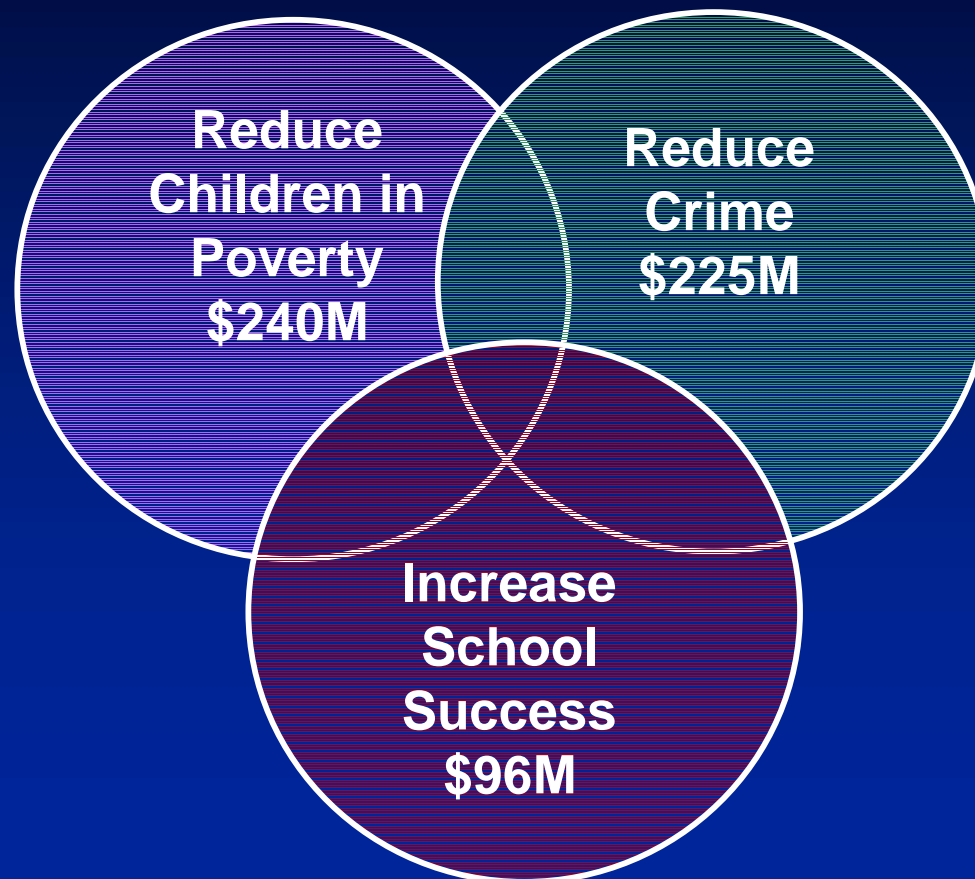 Reduce
Children in
Poverty
$240M
Reduce
Crime
$225M
Increase
School
Success
$96M